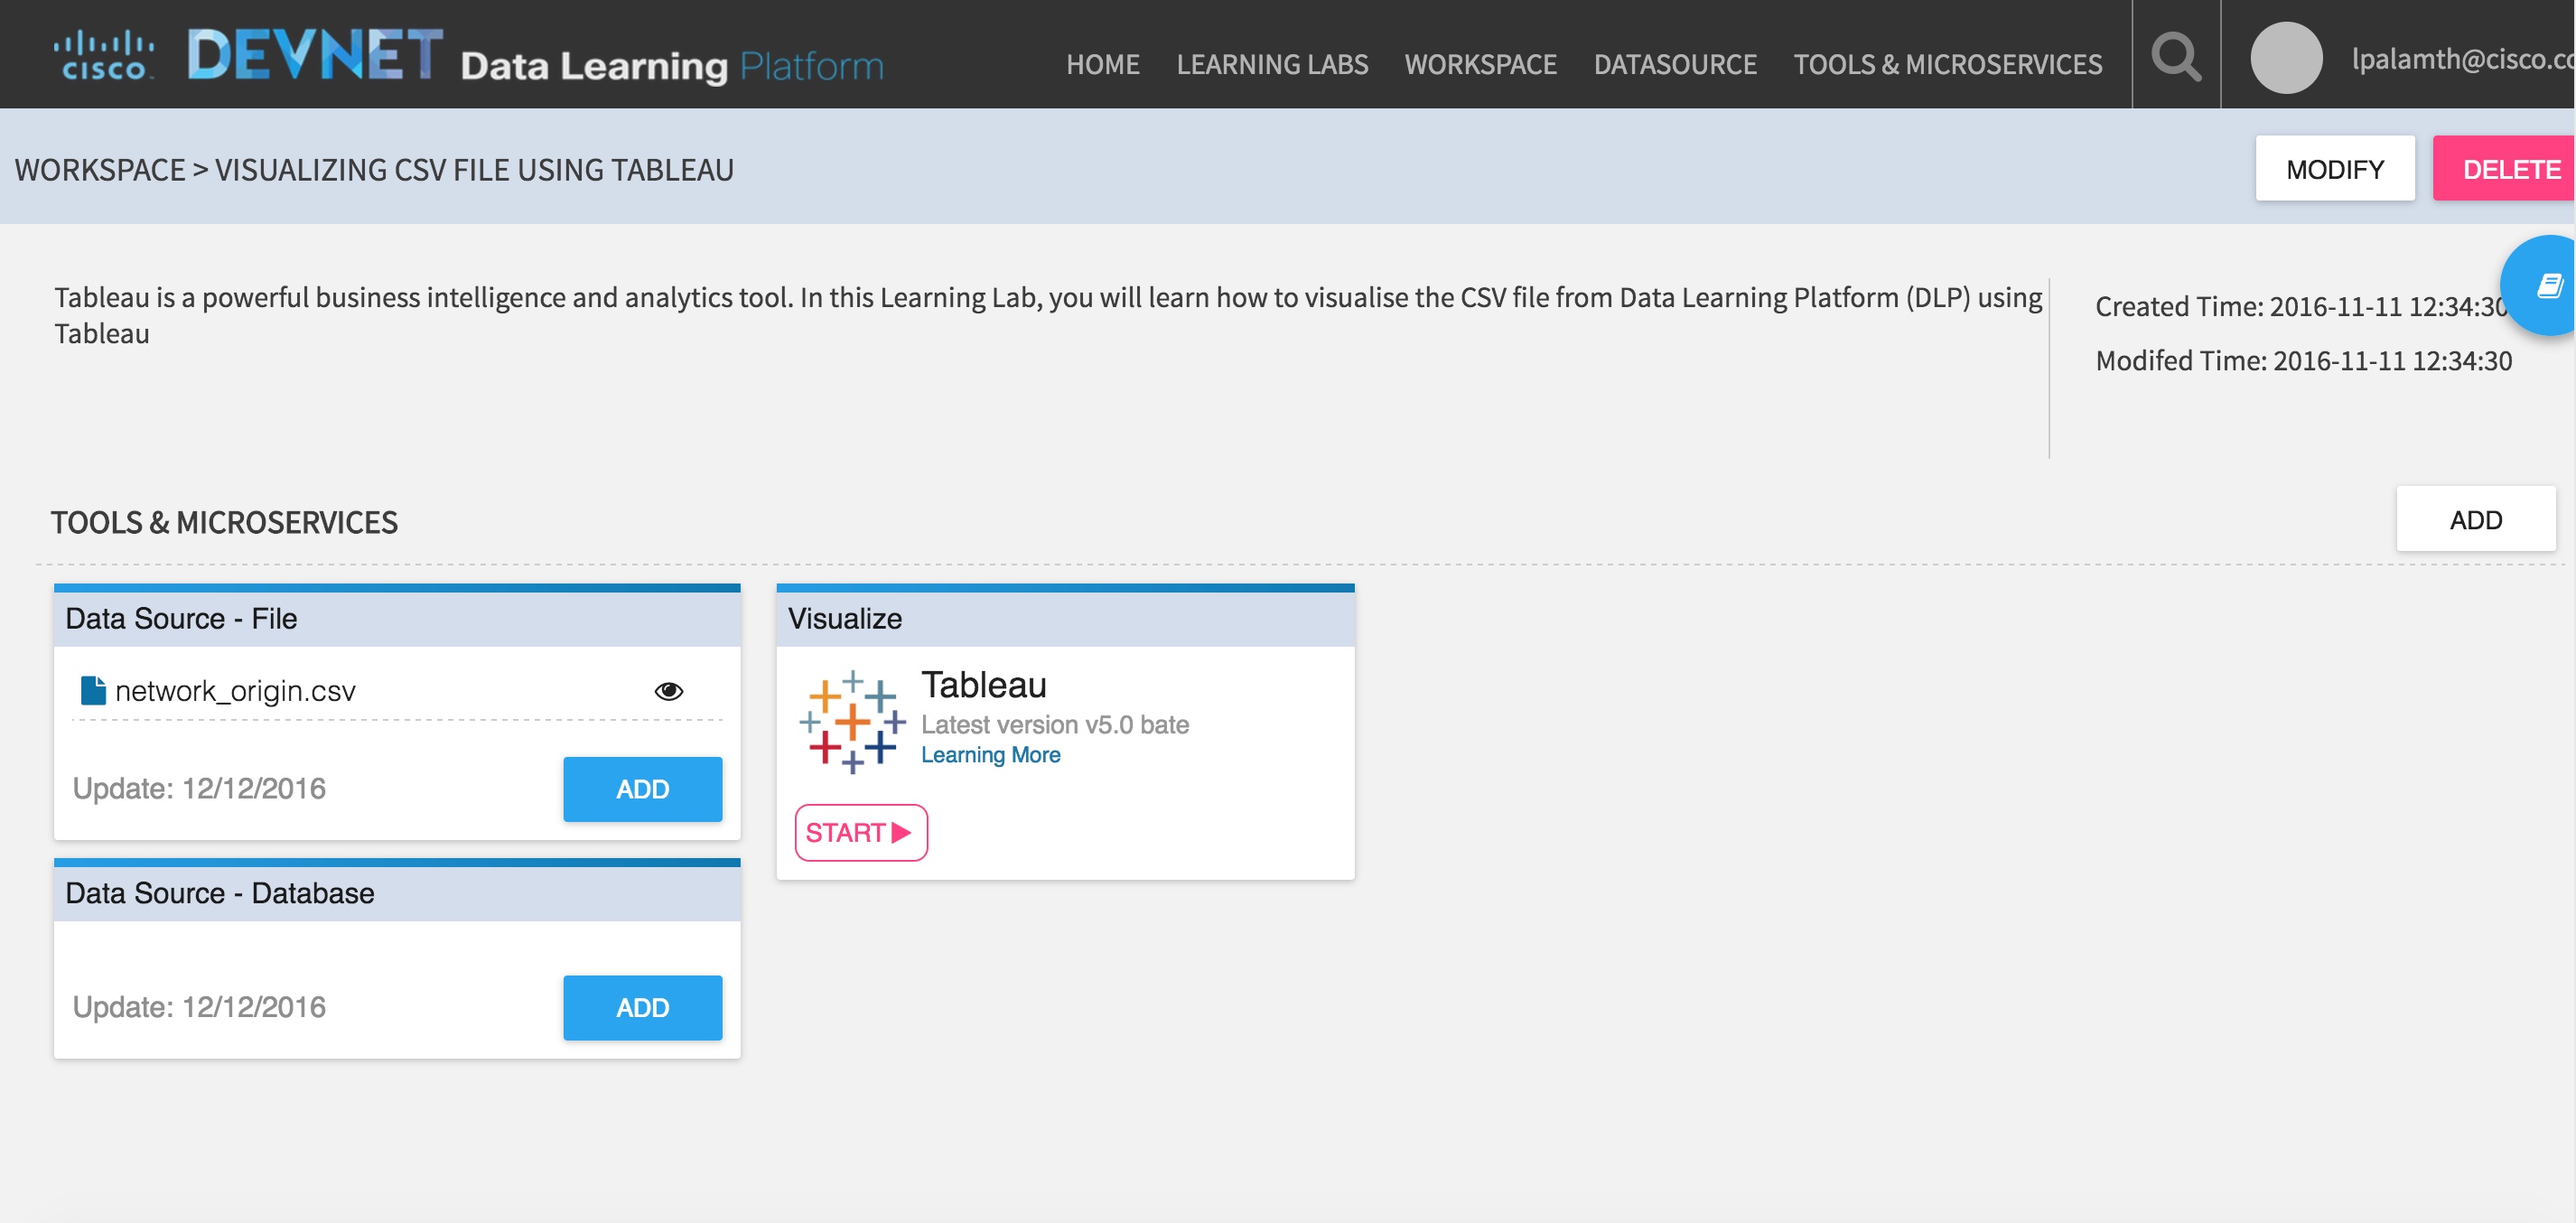 CISCO DEVNET Data Learning Platform
HOME LEARNING LABS WORKSPACE DATASOURCE TOOLS & MICROSERVICES lpalamth@cisco.co
WORKSPACE > VISUALIZING CSV FILE USING TABLEAU
MODIFY DELETE
Tableau is a powerful business intelligence and analytics tool. In this Learning Lab, you will learn how to visualise the CSV file from Data Learning Platform (DLP) using
Tableau
Created Time: 2016-11-11 12:34:30
Modifed Time: 2016-11-11 12:34:30
TOOLS & MICROSERVICES
ADD
Data Source - File
network_origin.csv
Update: 12/12/2016
ADD
Data Source - Database
Update: 12/12/2016
ADD
Visualize
Tableau
Latest version v5.0 bate
Learning More
START